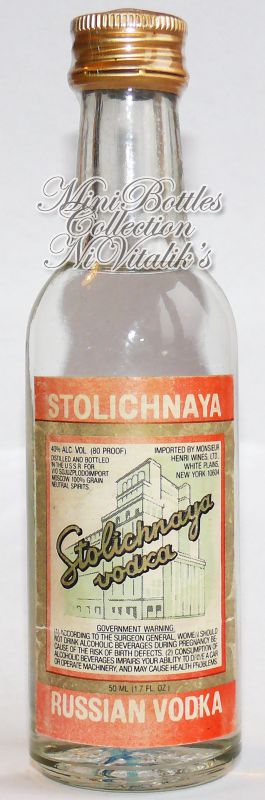 MiniBottles
Collection
NiVitalik's
STOLICHNAYA
40% ALC. VOL (80 PROOF)
DISTILLED AND BOTTLED
IN THE U S S R FOR
V/O SOJUZPLODOIMPORT
MOSCOW 100% GRAIN
NEUTRAL SPIRITS
IMPORTED BY MONSIEUR
HENRI WINES, LTD.
WHITE PLAINS,
NEW YORK 10604
Stolichnaya
vodka
GOVERNMENT WARNING
(1) ACCORDING TO THE SURGEON GENERAL, WOMEN SHOULD
NOT DRINK ALCOHOLIC BEVERAGES DURING PREGNANCY BE-
CAUSE OF THE RISK OF BIRTH DEFECTS. (2) CONSUMPTION OF
ALCOHOLIC BEVERAGES IMPAIRS YOUR ABILITY TO DRIVE A CAR
OR OPERATE MACHINERY, AND MAY CAUSE HEALTH PROBLEMS.
50 ML (1.7 FL. OZ)
RUSSIAN VODKA